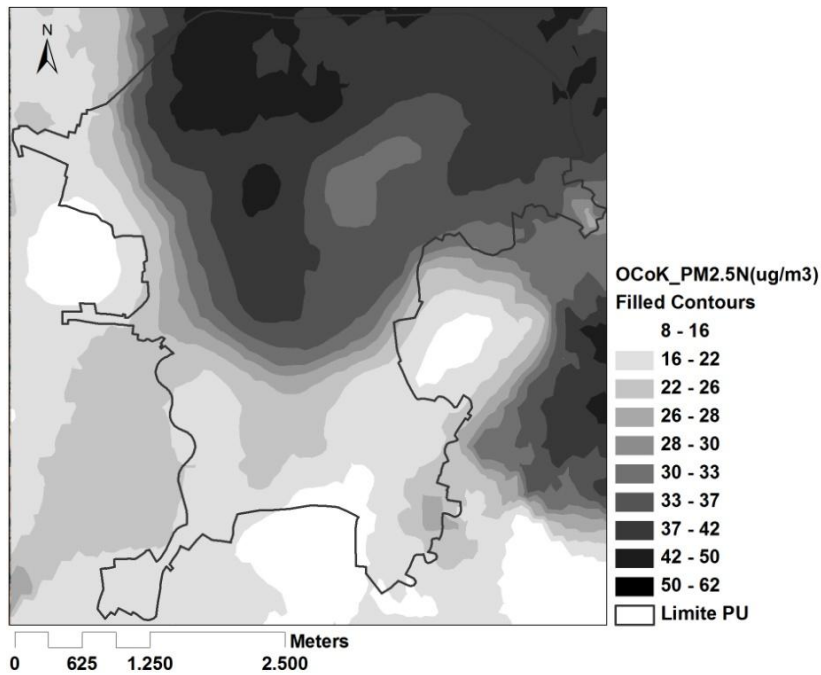 N
OCoK_PM2.5N(ug/m3)
Filled Contours
8 - 16
16 - 22
22 - 26
26 - 28
28 - 30
30 - 33
33 - 37
37 - 42
42 - 50
50 - 62
Limite PU
Meters
0 625 1.250 2.500